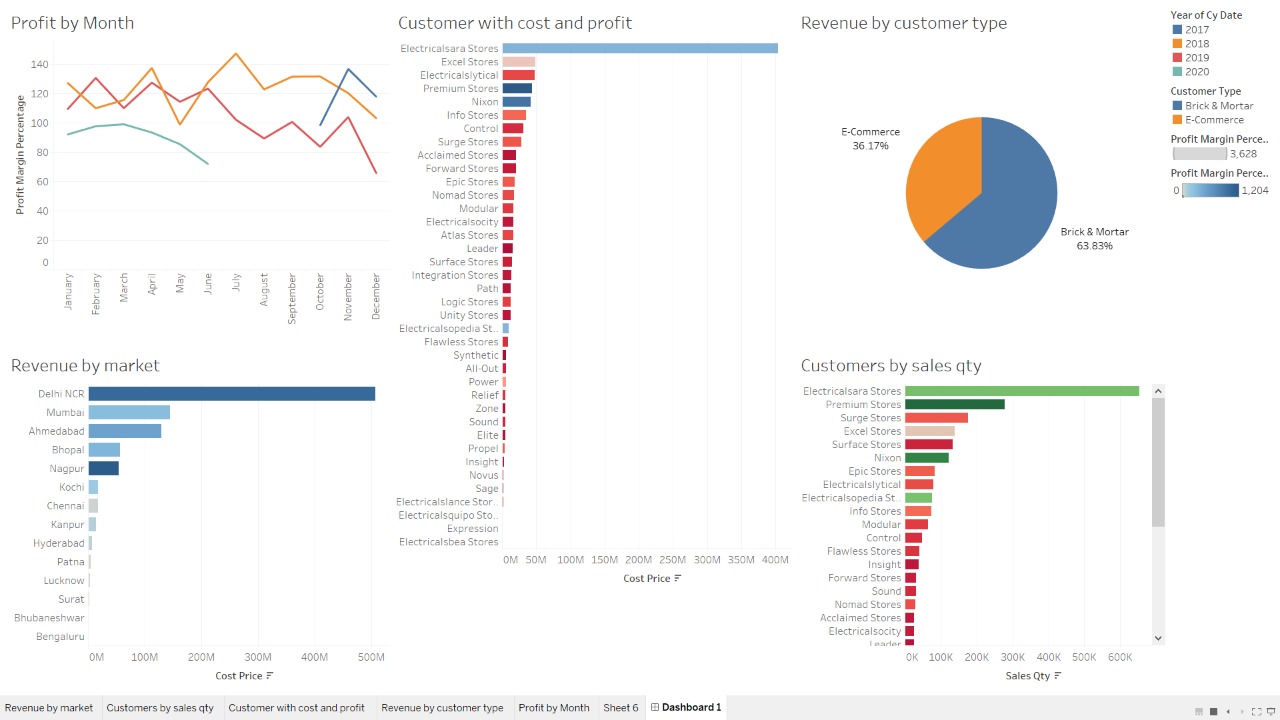 Profit by Month
140
120
100
80
60
40
20
0
Profit Margin Percentage
January
February
March
April
May
June
July
August
September
October
November
December
Revenue by market
Delhi NCR
Mumbai
Ahmedabad
Bhopal
Nagpur
Kochi
Chennai
Kanpur
Hyderabad
Patna
Lucknow
Surat
Bhubaneshwar
Bengaluru
0M 100M 200M 300M 400M 500M
Cost Price
Customer with cost and profit
Electricalsara Stores
Excel Stores
Electricalslytical
Premium Stores
Nixon
Info Stores
Control
Surge Stores
Acclaimed Stores
Forward Stores
Epic Stores
Nomad Stores
Modular
Electricalsocity
Atlas Stores
Leader
Surface Stores
Integration Stores
Path
Logic Stores
Unity Stores
Electricalsopedia St..
Flawless Stores
Synthetic
All-Out
Power
Relief
Zone
Sound
Elite
Propel
Insight
Novus
Sage
Electricalslance Stor..
Electricalsquipo Sto..
Expression
Electricalsbea Stores
0M 50M 100M 150M 200M 250M 300M 350M 400M
Cost Price
Revenue by customer type
E-Commerce
36.17%
Brick & Mortar
63.83%
Customers by sales qty
Electricalsara Stores
Premium Stores
Surge Stores
Excel Stores
Surface Stores
Nixon
Epic Stores
Electricalslytical
Electricalsopedia St..
Info Stores
Modular
Control
Flawless Stores
Insight
Forward Stores
Sound
Nomad Stores
Acclaimed Stores
Electricalsocity
Leader
0K 100K 200K 300K 400K 500K 600K
Sales Qty
Year of Cy Date
2017
2018
2019
2020
Customer Type
Brick & Mortar
E-Commerce
Profit Margin Perce..
3,628
Profit Margin Perce..
0 1,204
Revenue by market Customers by sales qty Customer with cost and profit Revenue by customer type Profit by Month Sheet 6 Dashboard 1